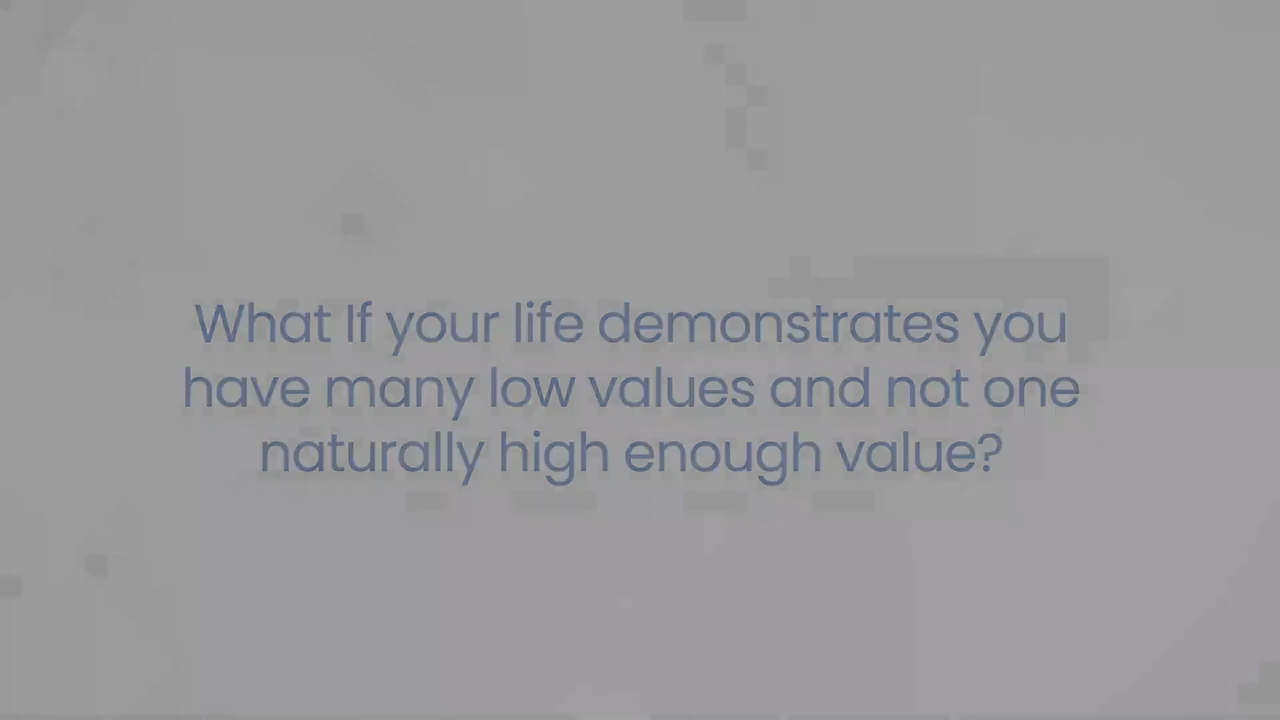 What If your life demonstrates you
have many low values and not one
naturally high enough value?